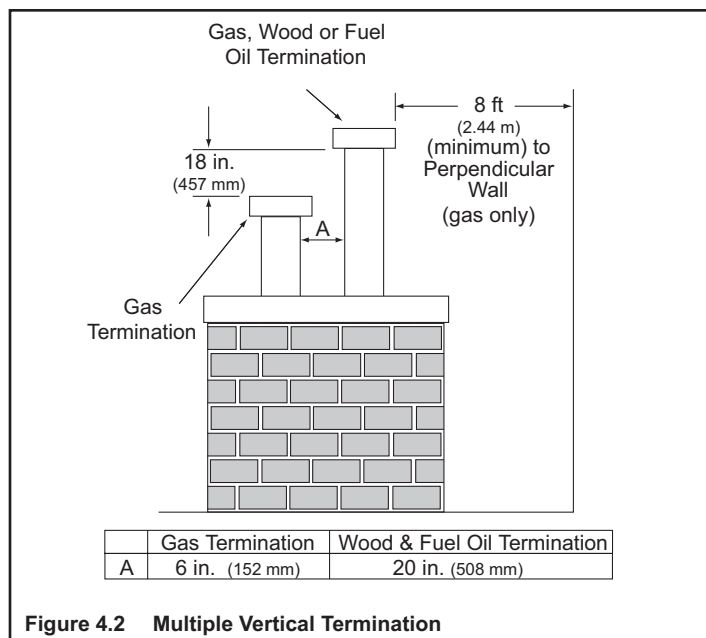 Gas, Wood or Fuel
Oil Termination
8 ft
(2.44 m)
(minimum) to
Perpendicular
Wall
(gas only)
18 in.
(457 mm)
A
Gas
Termination
Gas Termination Wood & Fuel Oil Termination
A 6 in. (152 mm) 20 in. (508 mm)
Figure 4.2 Multiple Vertical Termination